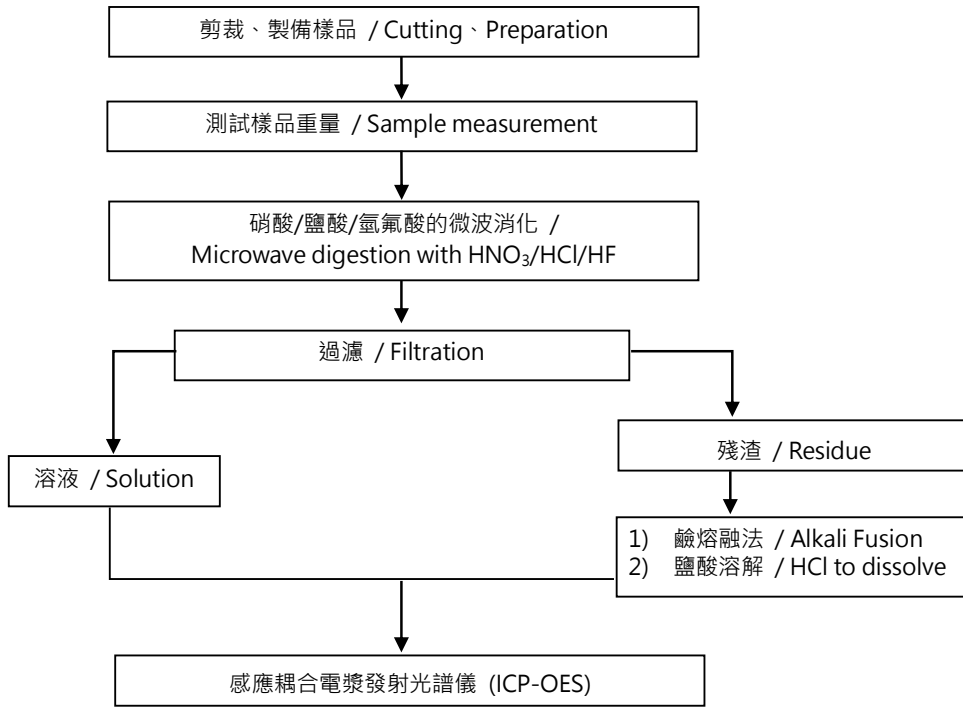 剪裁、製備樣品 / Cutting、Preparation
測試樣品重量 / Sample measurement
硝酸/鹽酸/氫氟酸的微波消化 /
Microwave digestion with HNO₃/HCl/HF
過濾 / Filtration
溶液 / Solution
殘渣 / Residue
1) 鹼熔融法 / Alkali Fusion
2) 鹽酸溶解 / HCl to dissolve
感應耦合電漿發射光譜儀 (ICP-OES)